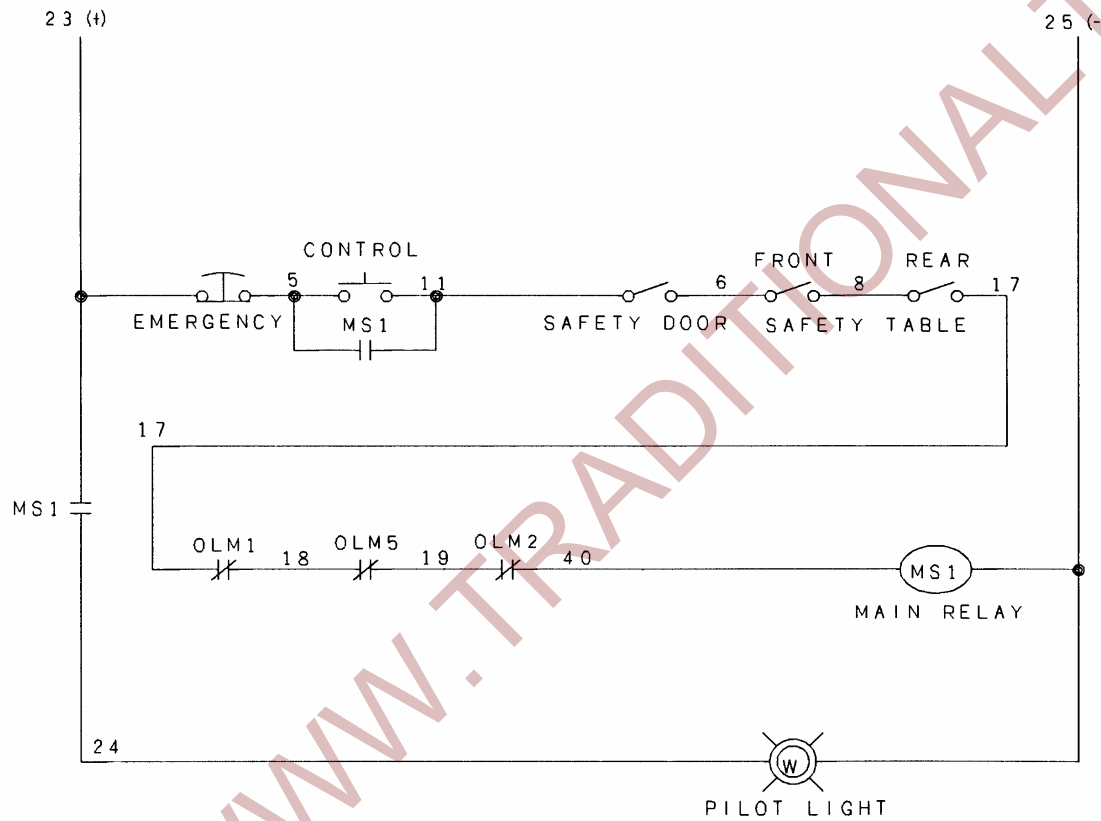 23 (+)
25 (-
CONTROL
FRONT
REAR
5
11
6
8
17
EMERGENCY
MS1
SAFETY DOOR
SAFETY TABLE
17
MS1
OLM1
18
OLM5
19
OLM2
40
MS1
MAIN RELAY
24
W
PILOT LIGHT
WW.TRADITIONAL.T